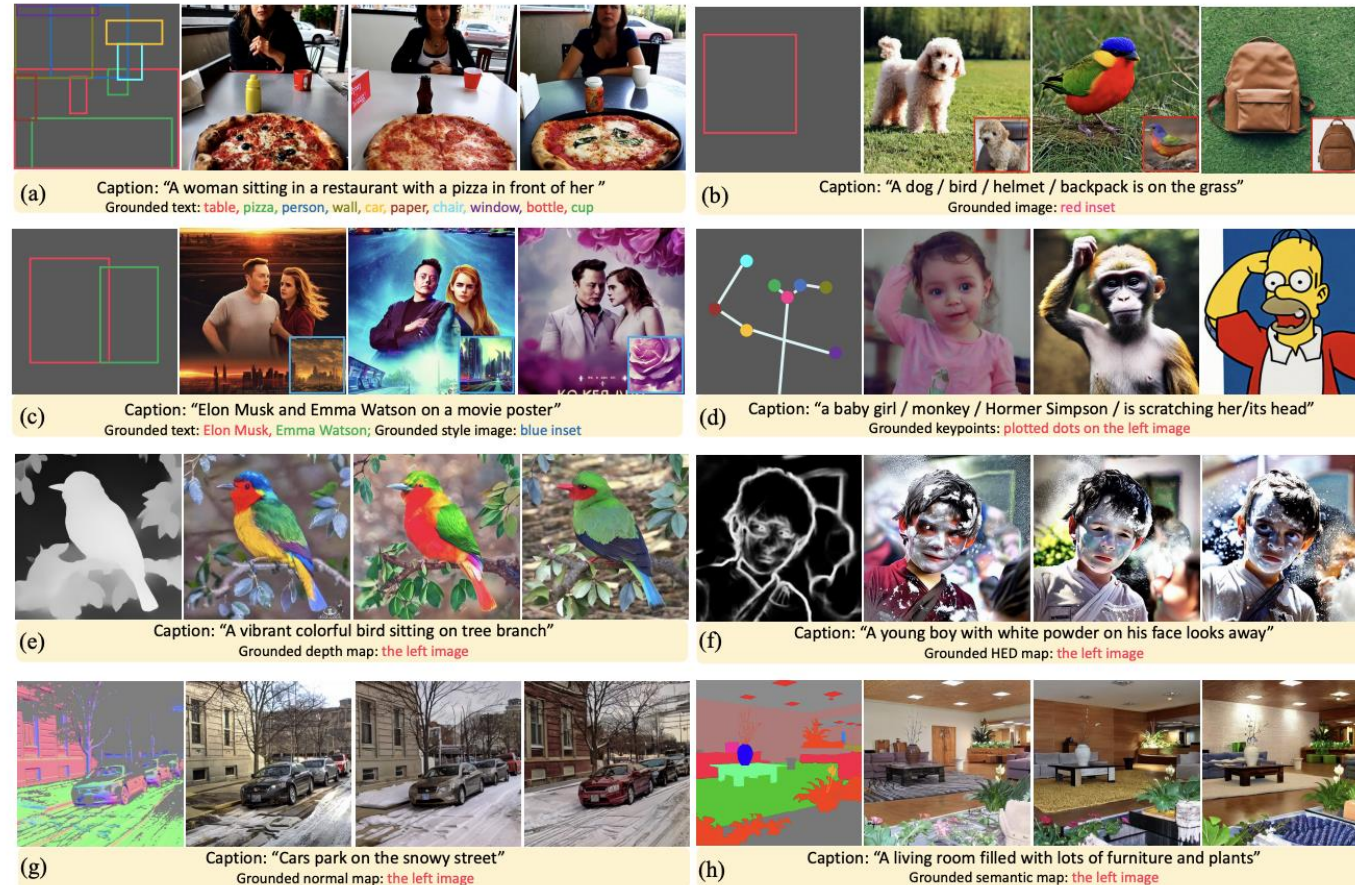 (a)
Caption: “A woman sitting in a restaurant with a pizza in front of her ”
Grounded text: table, pizza, person, wall, car, paper, chair, window, bottle, cup
(b)
Caption: “A dog / bird / helmet / backpack is on the grass”
Grounded image: red inset
(c)
Caption: “Elon Musk and Emma Watson on a movie poster”
Grounded text: Elon Musk, Emma Watson; Grounded style image: blue inset
(d)
Caption: “a baby girl / monkey / Hormer Simpson / is scratching her/its head”
Grounded keypoints: plotted dots on the left image
(e)
Caption: “A vibrant colorful bird sitting on tree branch”
Grounded depth map: the left image
(f)
Caption: “A young boy with white powder on his face looks away”
Grounded HED map: the left image
(g)
Caption: “Cars park on the snowy street”
Grounded normal map: the left image
(h)
Caption: “A living room filled with lots of furniture and plants”
Grounded semantic map: the left image